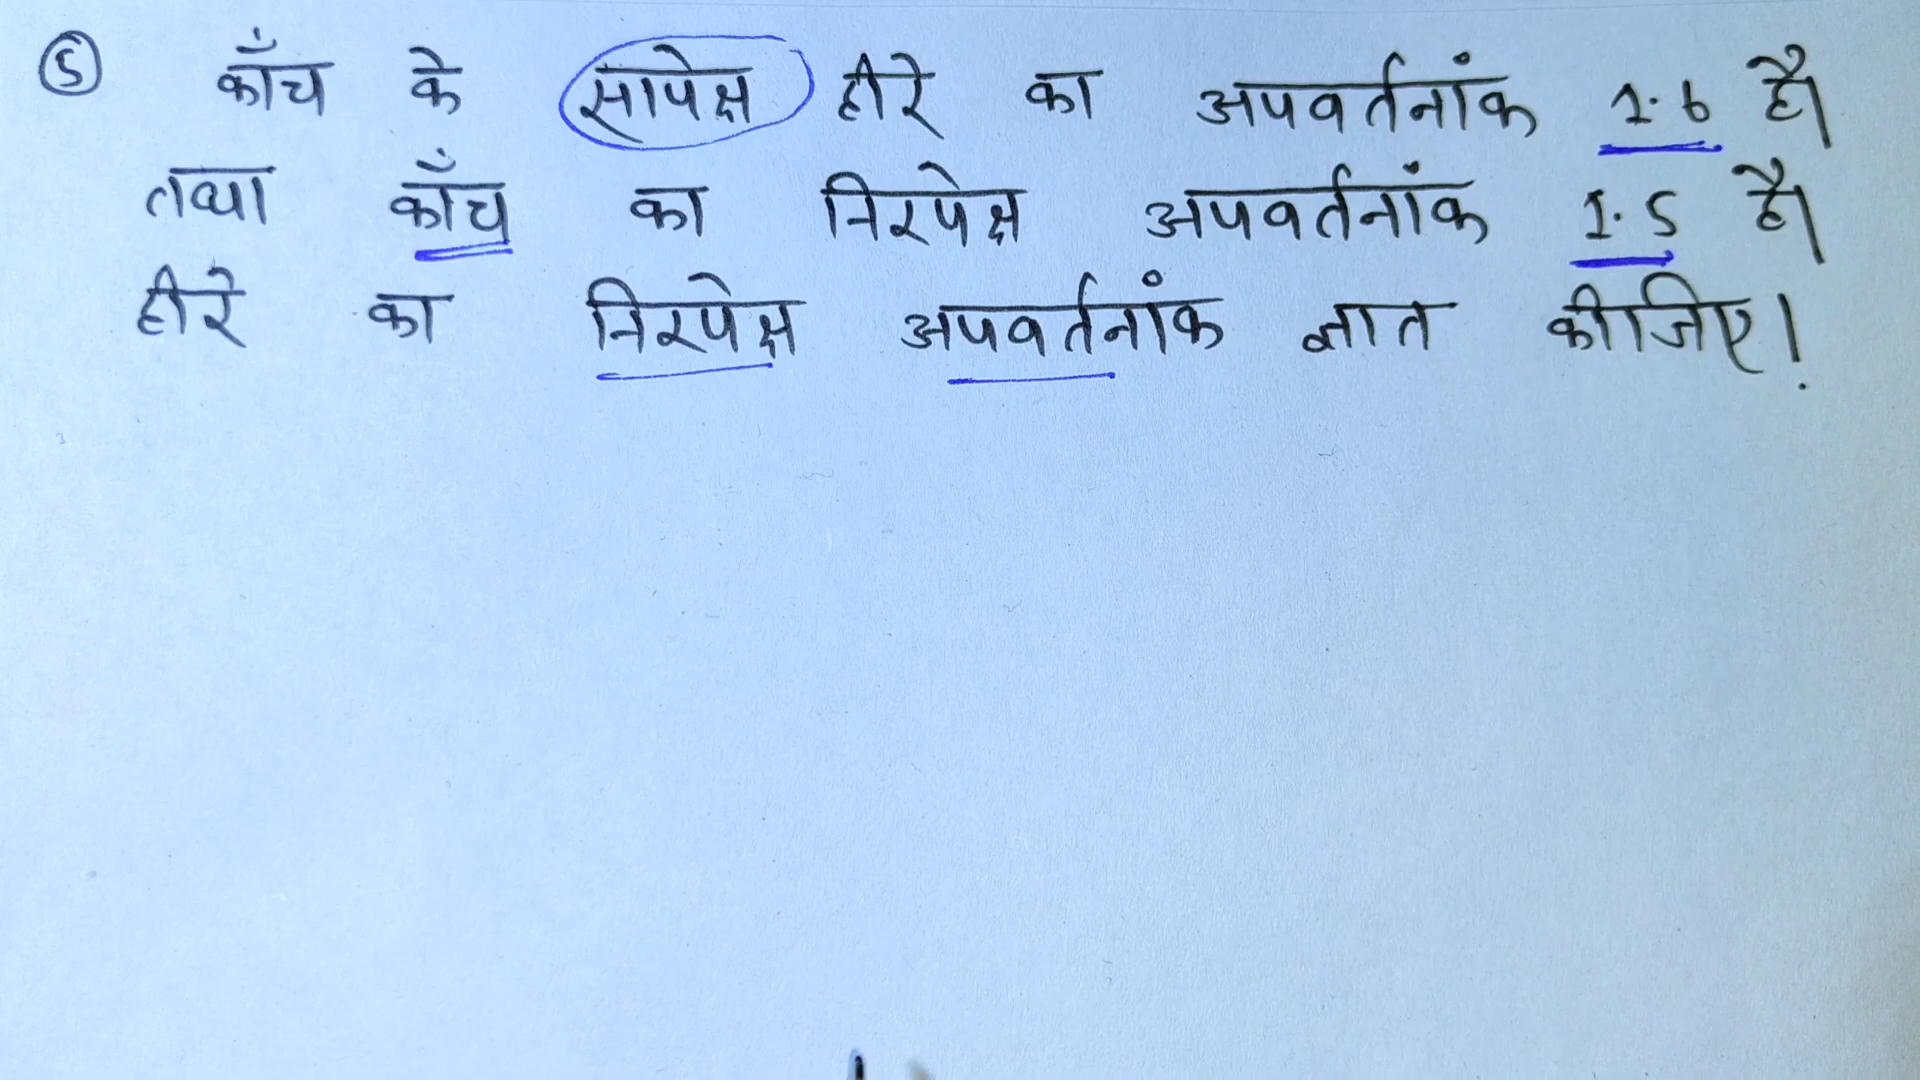 ⑤ काँच के सापेक्ष हीरे का अपवर्तनांक 1.6 है।
तथा काँच का निरपेक्ष अपवर्तनांक 1.5 है।
हीरे का निरपेक्ष अपवर्तनांक ज्ञात कीजिए।